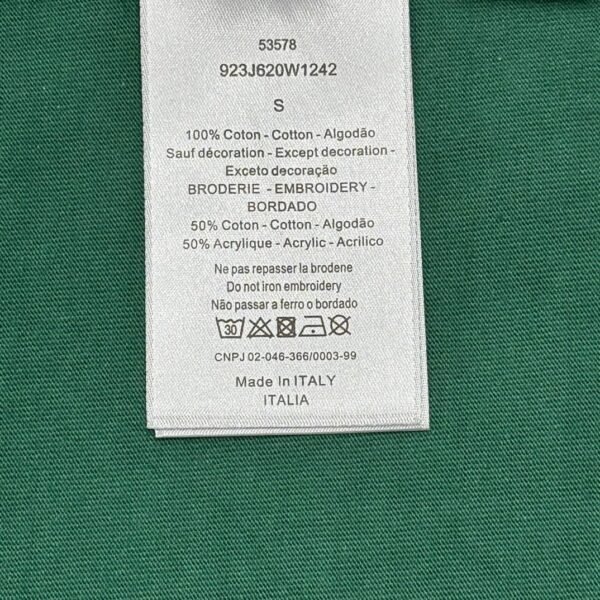 53578
923J620W1242
S
100% Coton - Cotton - Algodão
Sauf décoration - Except decoration -
Exceto decoração
BRODERIE - EMBROIDERY -
BORDADO
50% Coton - Cotton - Algodão
50% Acrylique - Acrylic - Acrilico
Ne pas repasser la brodene
Do not iron embroidery
Não passar a ferro o bordado
30
CNPJ 02-046-366/0003-99
Made In ITALY
ITALIA